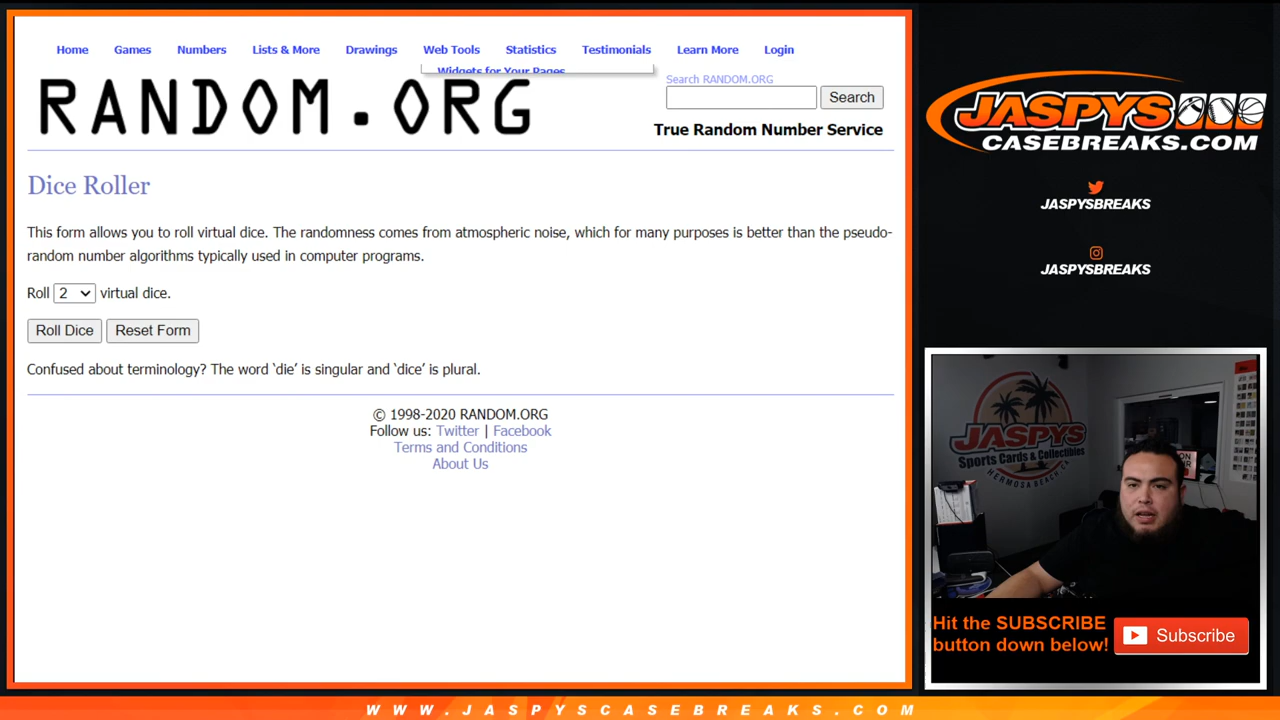 Home Games Numbers Lists & More Drawings Web Tools Statistics Testimonials Learn More Login
Widgets for Your Pages
RANDOM.ORG
Search RANDOM.ORG
Search
True Random Number Service
Dice Roller
This form allows you to roll virtual dice. The randomness comes from atmospheric noise, which for many purposes is better than the pseudo-
random number algorithms typically used in computer programs.
Roll 2 virtual dice.
Roll Dice Reset Form
Confused about terminology? The word ‘die’ is singular and ‘dice’ is plural.
© 1998-2020 RANDOM.ORG
Follow us: Twitter | Facebook
Terms and Conditions
About Us
JASPYS
CASEBREAKS.COM
JASPYSBREAKS
JASPYSBREAKS
JASPYS
Sports Cards & Collectibles
HERMOSA BEACH, CA
Hit the SUBSCRIBE
button down below!
Subscribe
WWW.JASPYSCASEBREAKS.COM